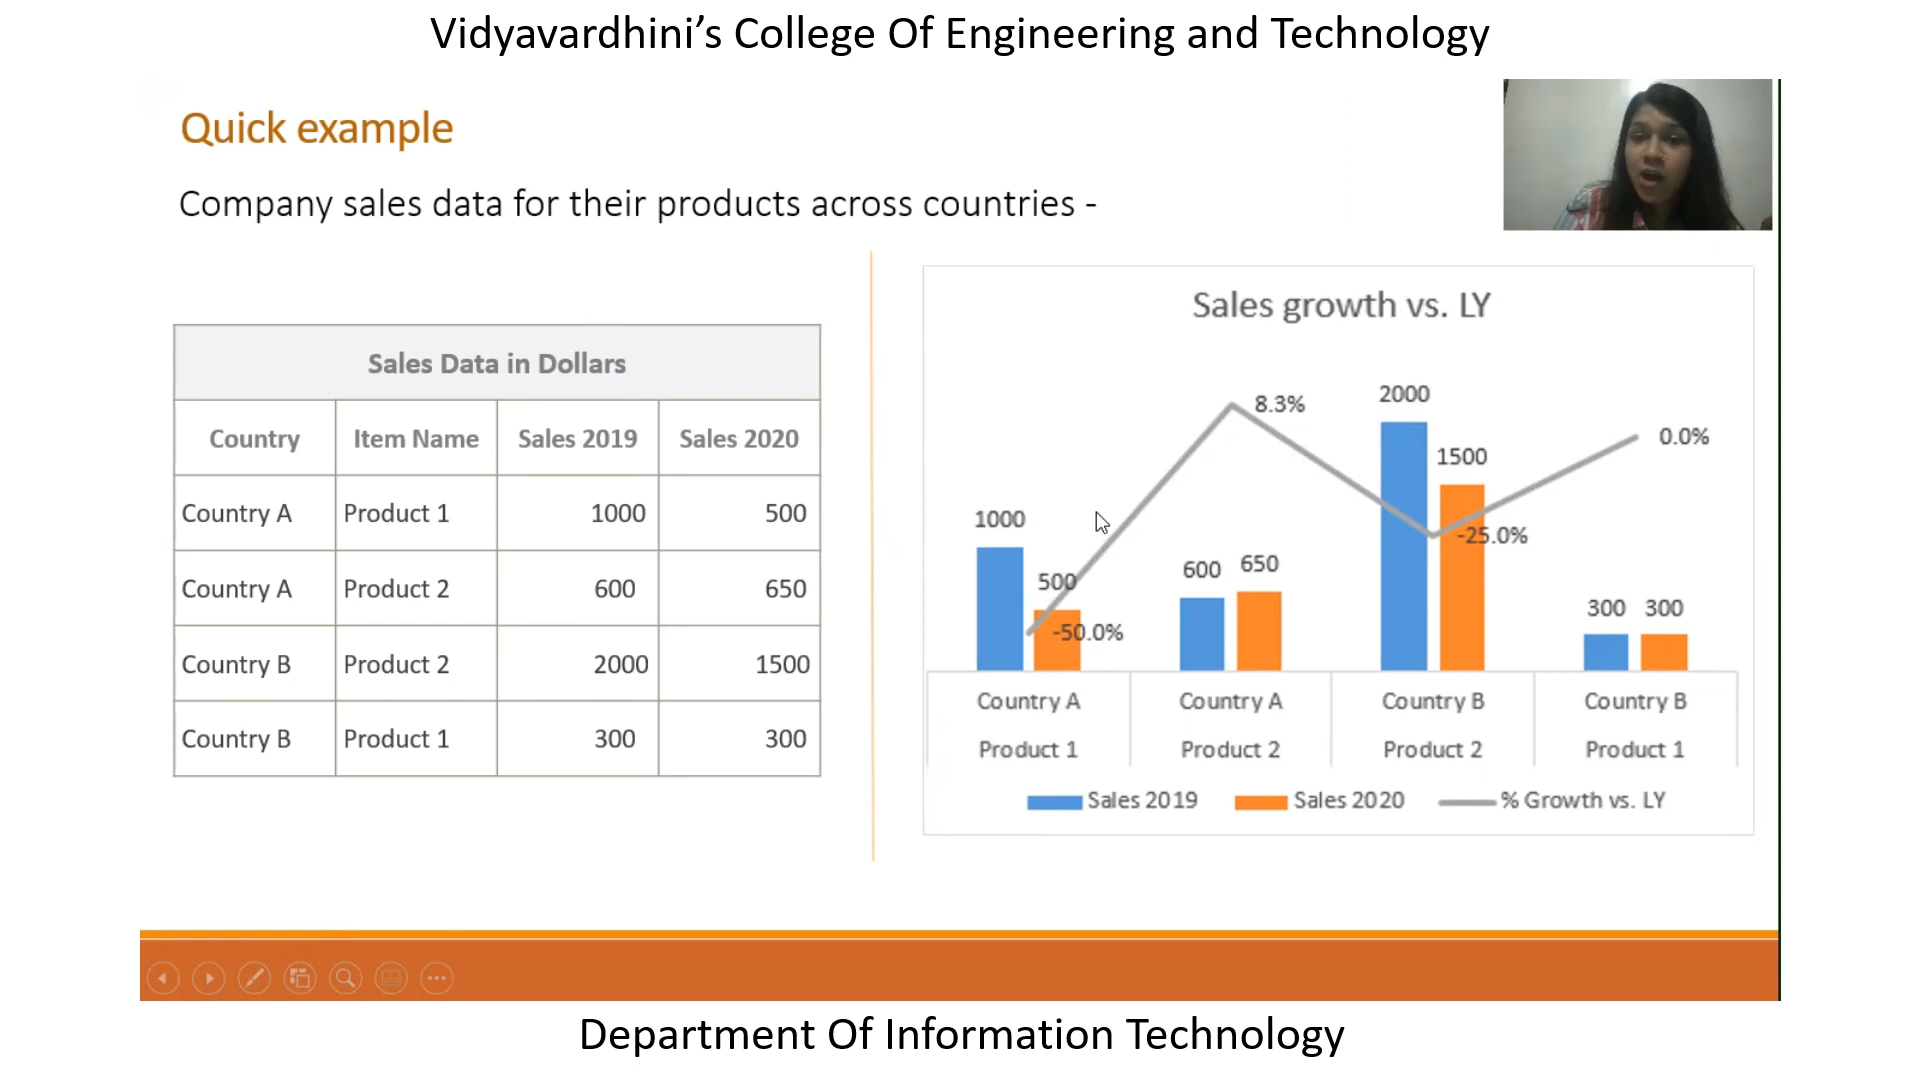 Vidyavardhini’s College Of Engineering and Technology
Quick example
Company sales data for their products across countries -
Sales Data in Dollars
Country Item Name Sales 2019 Sales 2020
Country A Product 1 1000 500
Country A Product 2 600 650
Country B Product 2 2000 1500
Country B Product 1 300 300
Sales growth vs. LY
2000
8.3%
0.0%
1500
1000
-25.0%
500
600 650
300 300
-50.0%
Country A Country A Country B Country B
Product 1 Product 2 Product 2 Product 1
Sales 2019 Sales 2020 % Growth vs. LY
Department Of Information Technology